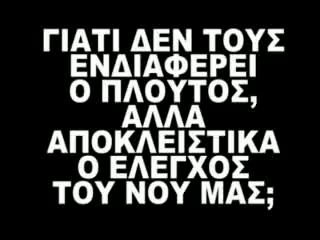 ΓΙΑΤΙ ΔΕΝ ΤΟΥΣ
ΕΝΔΙΑΦΕΡΕΙ
Ο ΠΛΟΥΤΟΣ,
ΑΛΛΑ
ΑΠΟΚΛΕΙΣΤΙΚΑ
Ο ΕΛΕΓΧΟΣ
ΤΟΥ ΝΟΥ ΜΑΣ;